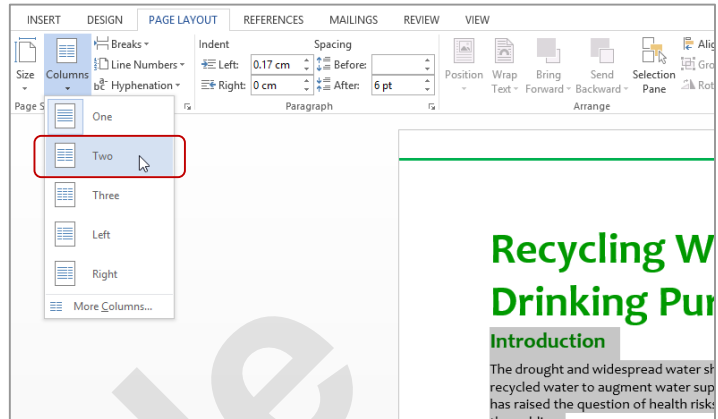 INSERT DESIGN PAGE LAYOUT REFERENCES MAILINGS REVIEW VIEW
Breaks Indent Spacing
Line Numbers Left: 0.17 cm Before:
Size Columns Hyphenation Right: 0 cm After: 6 pt
Position Wrap Text Bring Forward Send Backward Selection Pane
Page Paragraph Arrange
One
Two
Three
Left
Right
More Columns...
Recycling W
Drinking Pur
Introduction
The drought and widespread water sh
recycled water to augment water sup
has raised the question of health risks